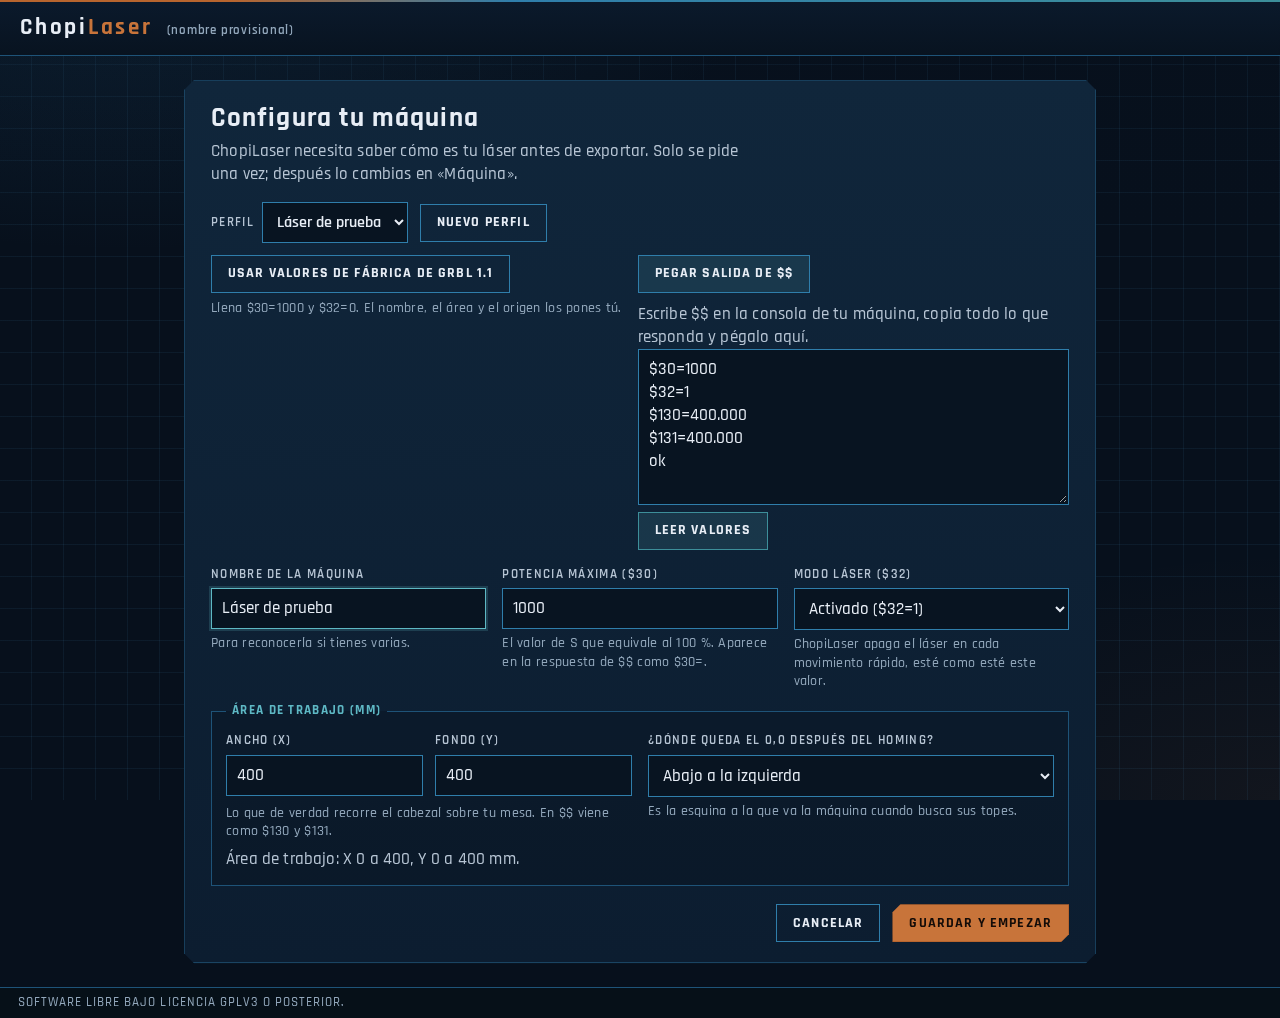 ChopiLaser (nombre provisional)
Configura tu máquina
ChopiLaser necesita saber cómo es tu láser antes de exportar. Solo se pide
una vez; después lo cambias en «Máquina».
PERFIL Láser de prueba NUEVO PERFIL
USAR VALORES DE FÁBRICA DE GRBL 1.1
Llena $30=1000 y $32=0. El nombre, el área y el origen los pones tú.
PEGAR SALIDA DE $$
Escribe $$ en la consola de tu máquina, copia todo lo que
responda y pégalo aquí.
$30=1000
$32=1
$130=400.000
$131=400.000
ok
LEER VALORES
NOMBRE DE LA MÁQUINA
Láser de prueba
Para reconocerla si tienes varias.
POTENCIA MÁXIMA ($30)
1000
El valor de S que equivale al 100 %. Aparece
en la respuesta de $$ como $30=.
MODO LÁSER ($32)
Activado ($32=1)
ChopiLaser apaga el láser en cada
movimiento rápido, esté como esté este
valor.
ÁREA DE TRABAJO (MM)
ANCHO (X)
400
FONDO (Y)
400
Lo que de verdad recorre el cabezal sobre tu mesa. En $$ viene
como $130 y $131.
¿DÓNDE QUEDA EL 0,0 DESPUÉS DEL HOMING?
Abajo a la izquierda
Es la esquina a la que va la máquina cuando busca sus topes.
Área de trabajo: X 0 a 400, Y 0 a 400 mm.
CANCELAR GUARDAR Y EMPEZAR
SOFTWARE LIBRE BAJO LICENCIA GPLV3 O POSTERIOR.